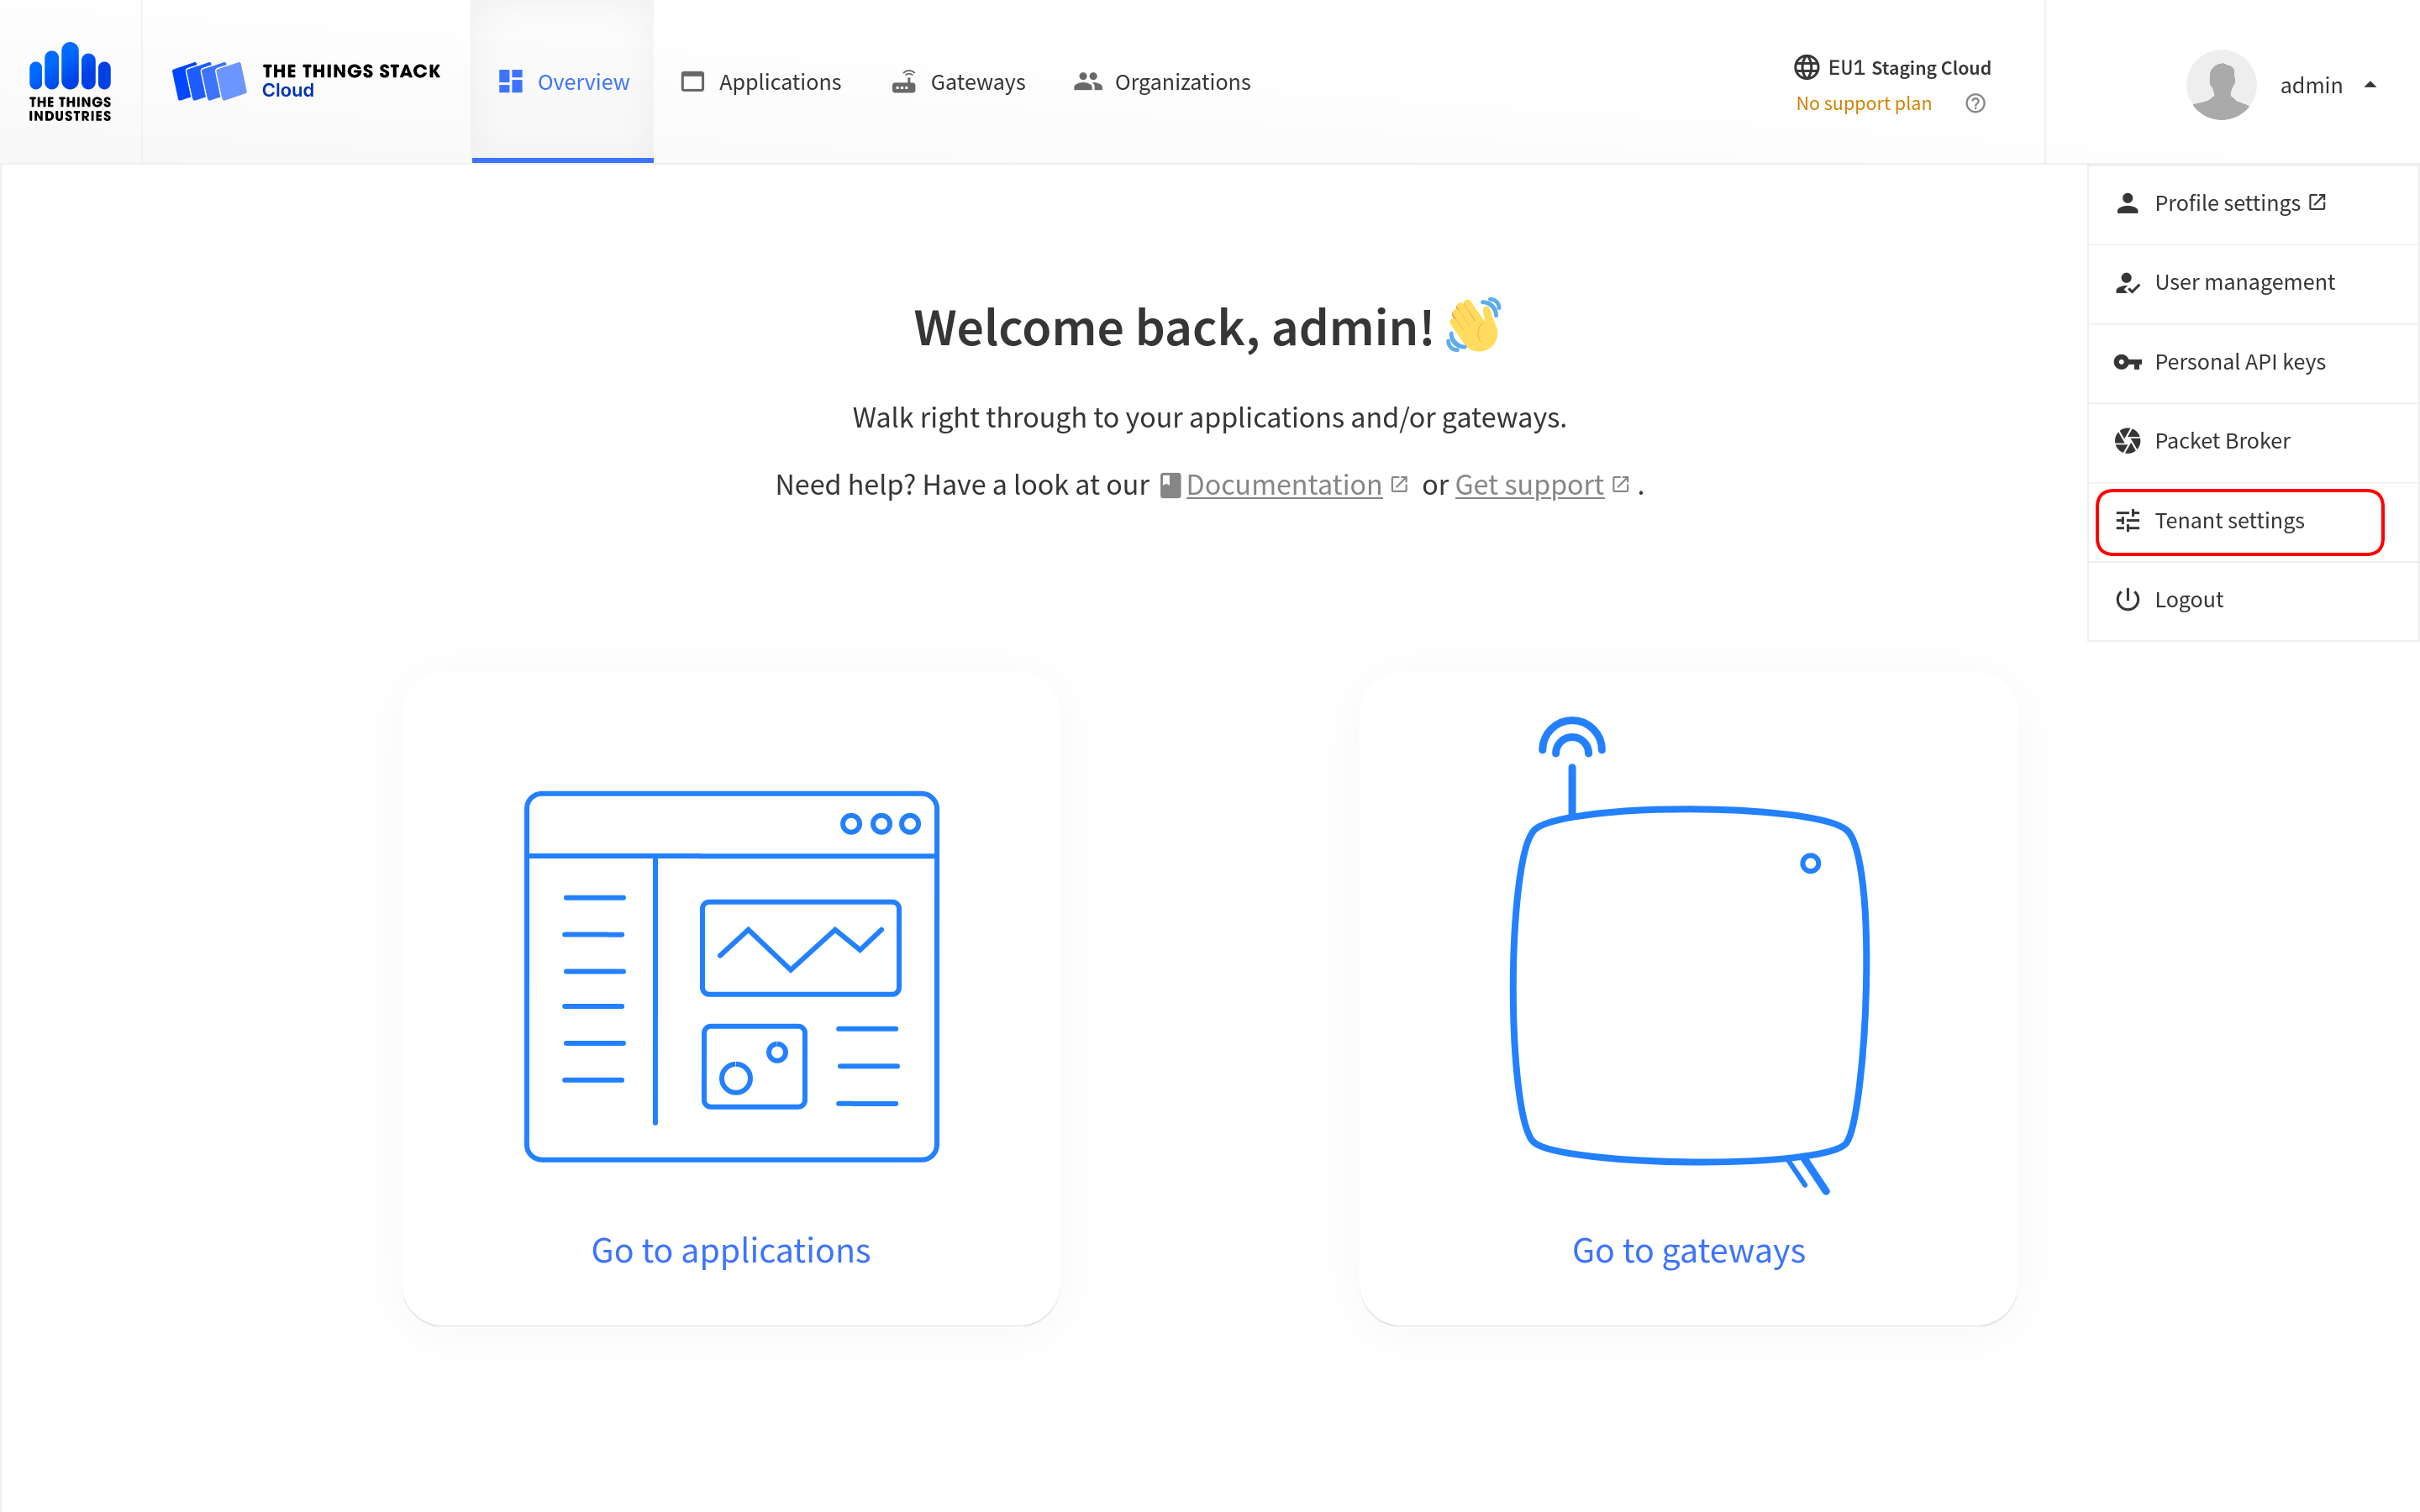 THE THINGS
INDUSTRIES
THE THINGS STACK
Cloud
Overview
Applications
Gateways
Organizations
EU1 Staging Cloud
No support plan
admin
Profile settings
User management
Personal API keys
Packet Broker
Tenant settings
Logout
Welcome back, admin! 👋
Walk right through to your applications and/or gateways.
Need help? Have a look at our Documentation or Get support .
Go to applications
Go to gateways